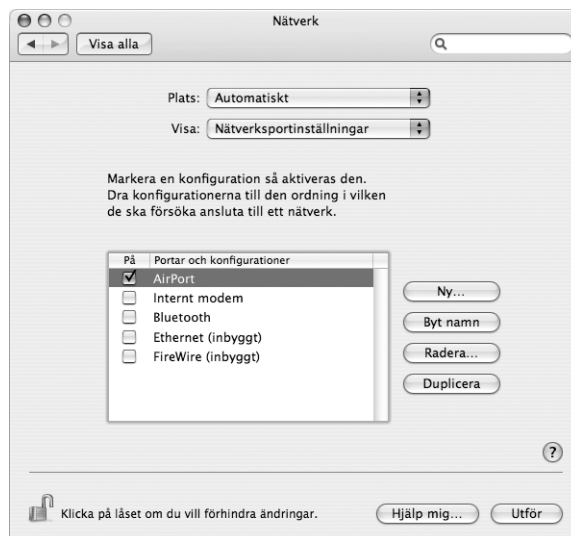 Nätverk
Visa alla
Plats: Automatiskt
Visa: Nätverksportinställningar
Markera en konfiguration så aktiveras den.
Dra konfigurationerna till den ordning i vilken
de ska försöka ansluta till ett nätverk.
På Portar och konfigurationer
AirPort
Internt modem
Bluetooth
Ethernet (inbyggt)
FireWire (inbyggt)
Ny...
Byt namn
Radera...
Duplicera
?
Klicka på låset om du vill förhindra ändringar.
Hjälp mig...
Utför